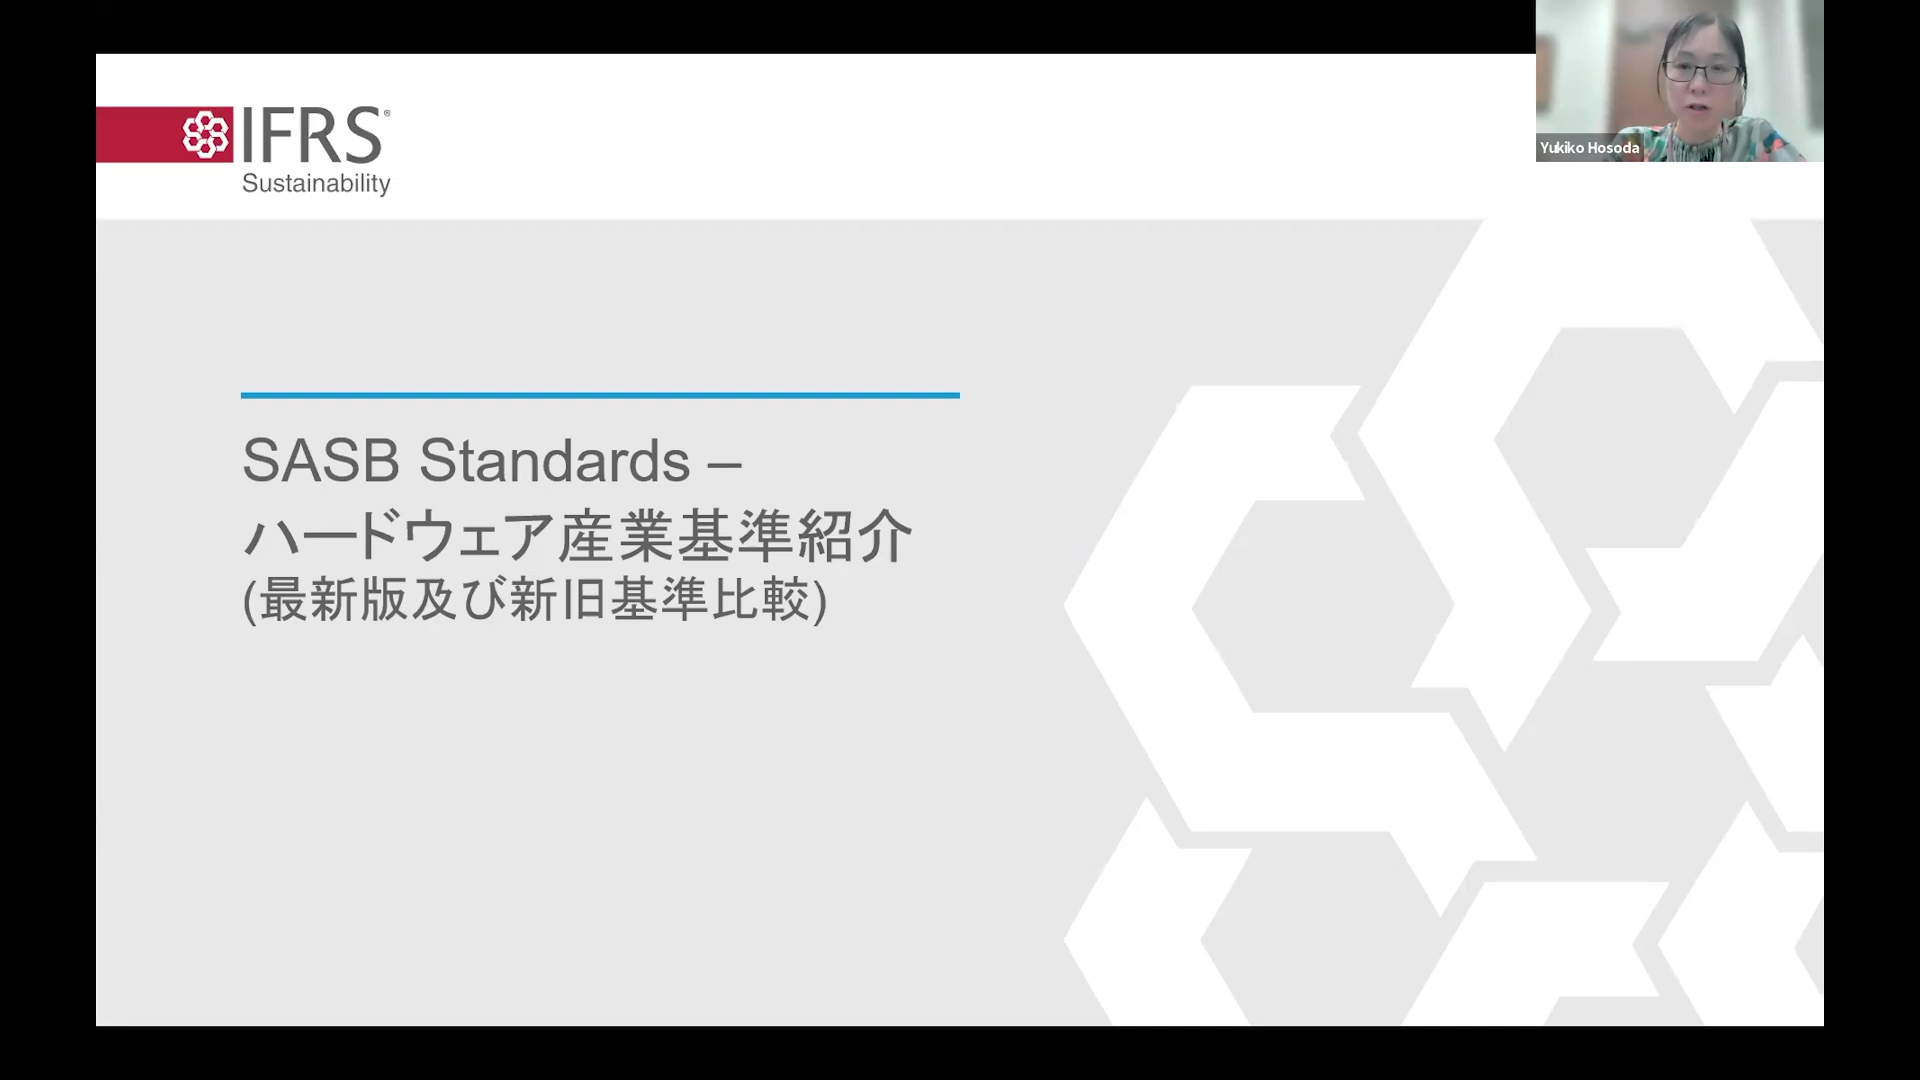 IFRS®
Sustainability
Yukiko Hosoda
SASB Standards –
ハードウェア産業基準紹介
(最新版及び新旧基準比較)